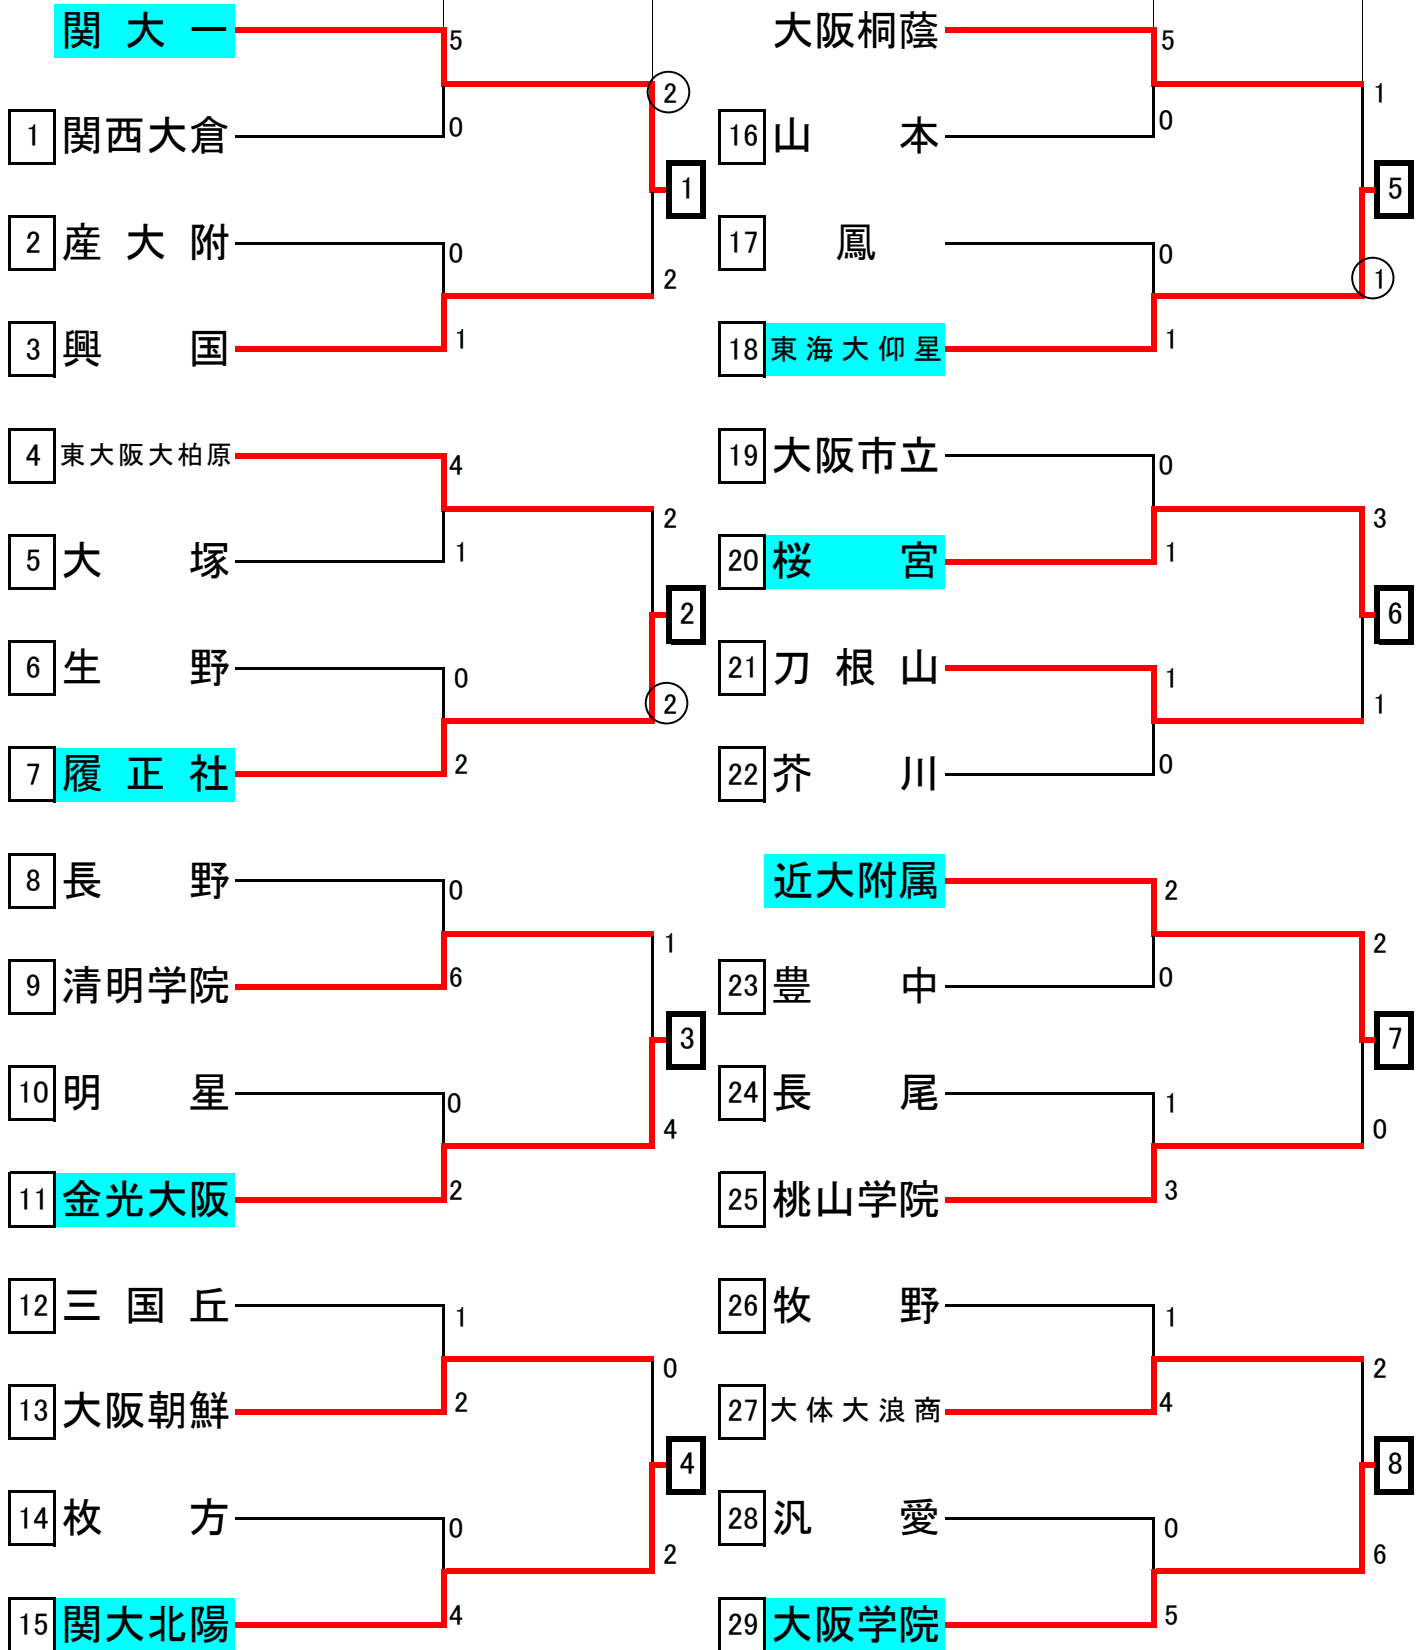 関 大 一
5
②
1 関西大倉
0
1
2 産 大 附
0
2
3 興 国
1
4 東大阪大柏原
4
2
5 大 塚
1
2
6 生 野
0
②
7 履 正 社
2
8 長 野
0
1
9 清明学院
6
3
10 明 星
0
4
11 金光大阪
2
12 三 国 丘
1
0
13 大阪朝鮮
2
4
14 枚 方
0
2
15 関大北陽
4
大阪桐蔭
5
1
16 山 本
0
5
17 鳳
0
①
18 東海大仰星
1
19 大阪市立
0
3
20 桜 宮
1
6
21 刀 根 山
1
1
22 芥 川
0
近大附属
2
2
23 豊 中
0
7
24 長 尾
1
0
25 桃山学院
3
26 牧 野
1
2
27 大体大浪商
4
8
28 汎 愛
0
6
29 大阪学院
5